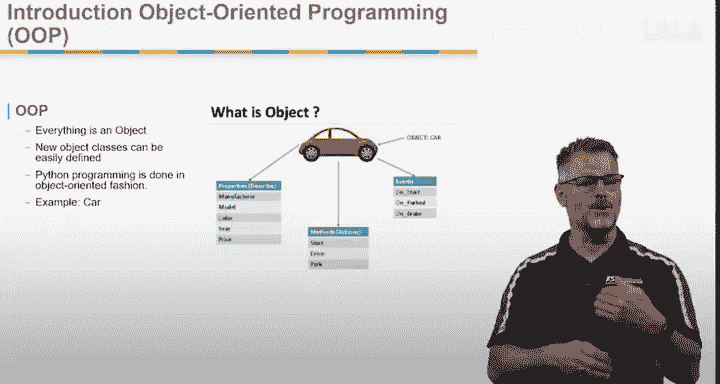 Introduction Object-Oriented Programming
(OOP)
OOP
– Everything is an Object
– New object classes can be
easily defined
– Python programming is done in
object-oriented fashion.
– Example: Car
What is Object ?
OBJECT: CAR
Properties (Describe)
Manufacturer
Model
Color
Year
Price
Methods (Actions)
Start
Drive
Park
Events
On_Start
On_Parked
On_Brake